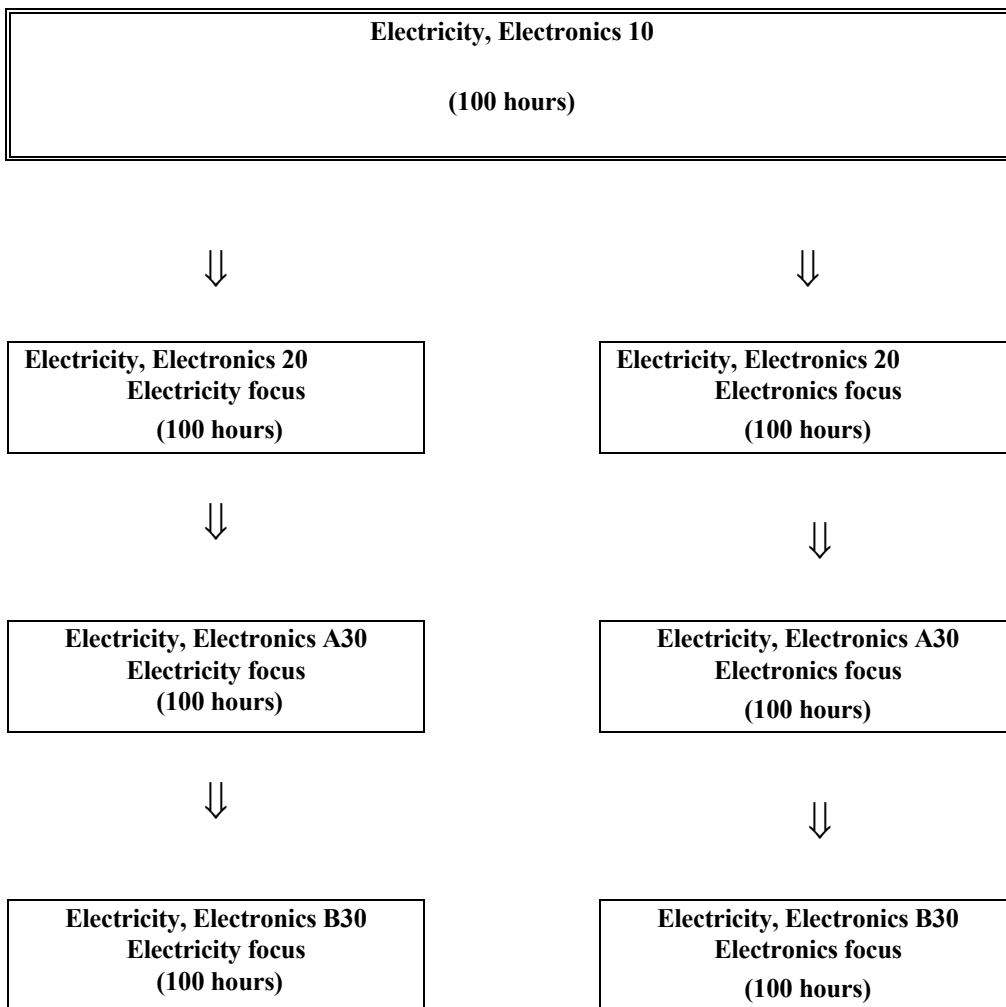 Electricity, Electronics 10
(100 hours)
⇓
⇓
Electricity, Electronics 20
Electricity focus
(100 hours)
Electricity, Electronics 20
Electronics focus
(100 hours)
⇓
⇓
Electricity, Electronics A30
Electricity focus
(100 hours)
Electricity, Electronics A30
Electronics focus
(100 hours)
⇓
⇓
Electricity, Electronics B30
Electricity focus
(100 hours)
Electricity, Electronics B30
Electronics focus
(100 hours)